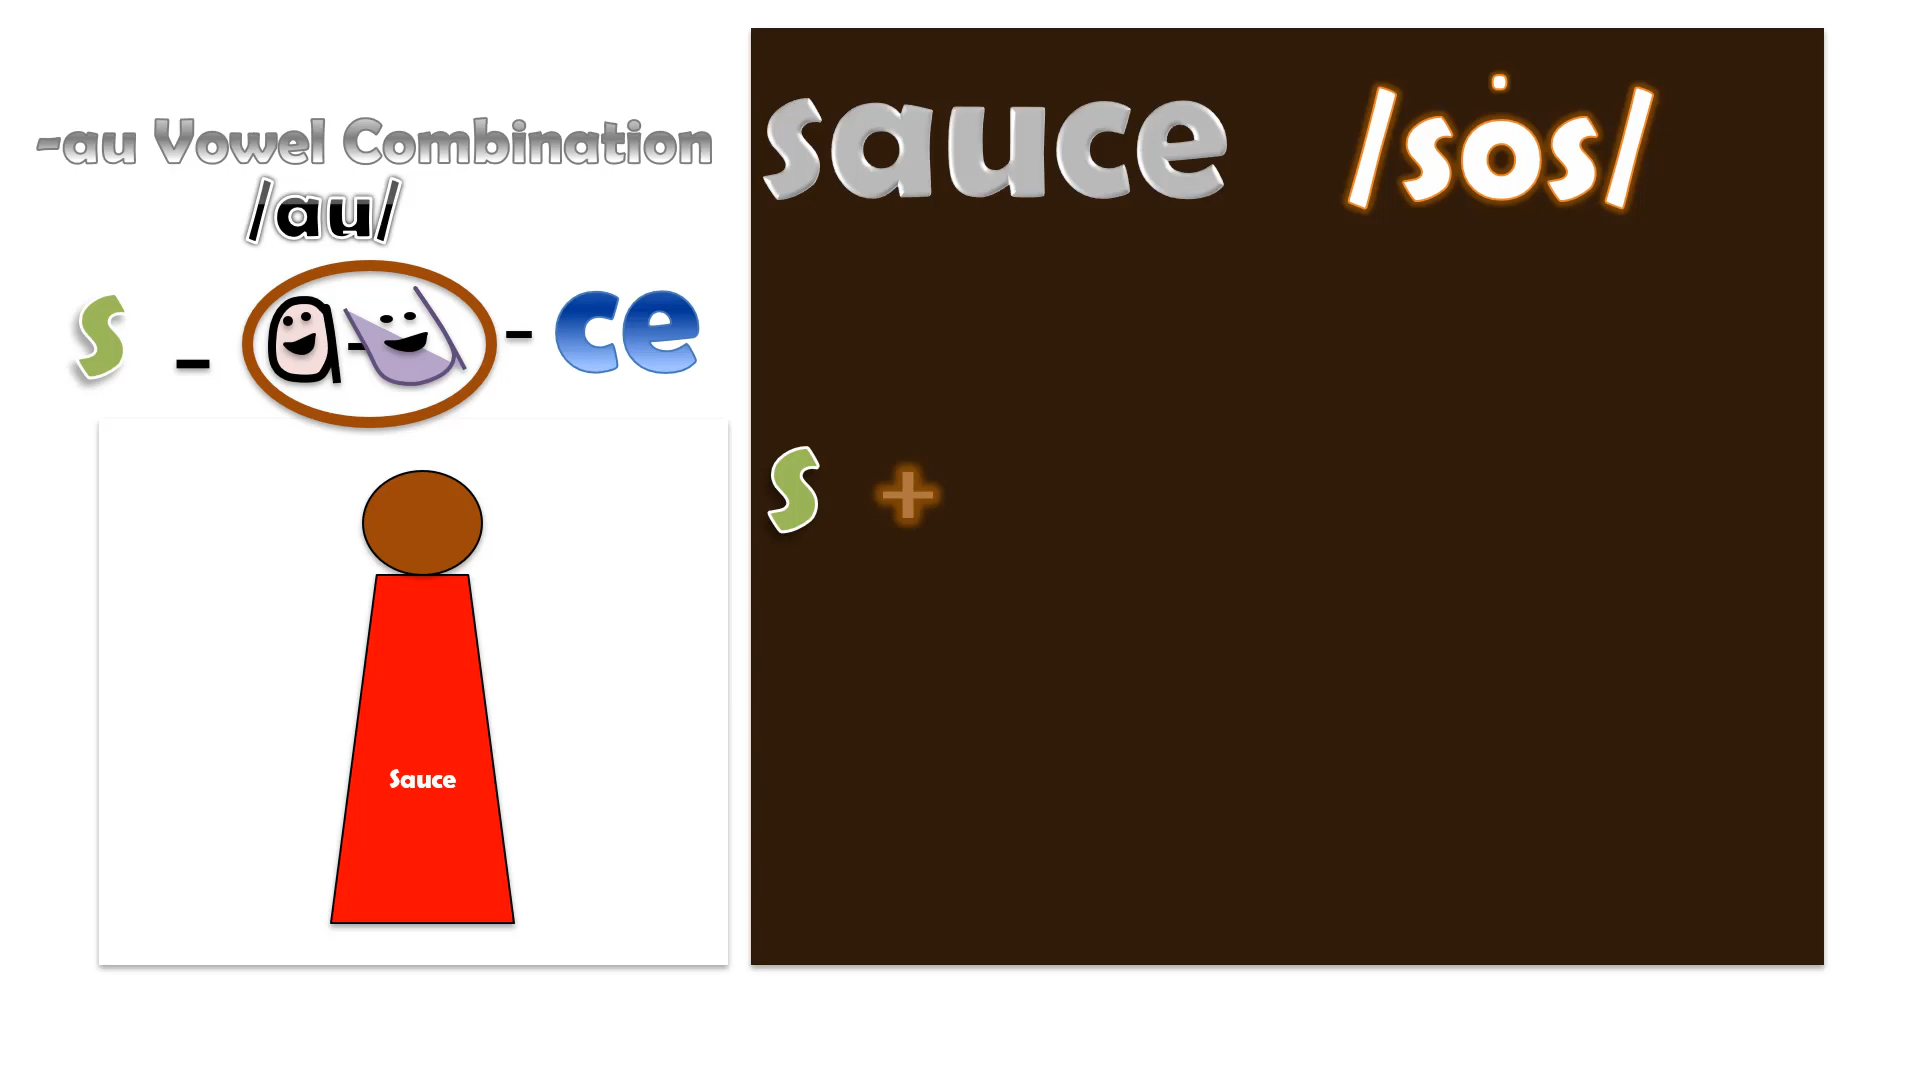 -au Vowel Combination
/au/
s - a-u - ce
Sauce
sauce /sȯs/
s +